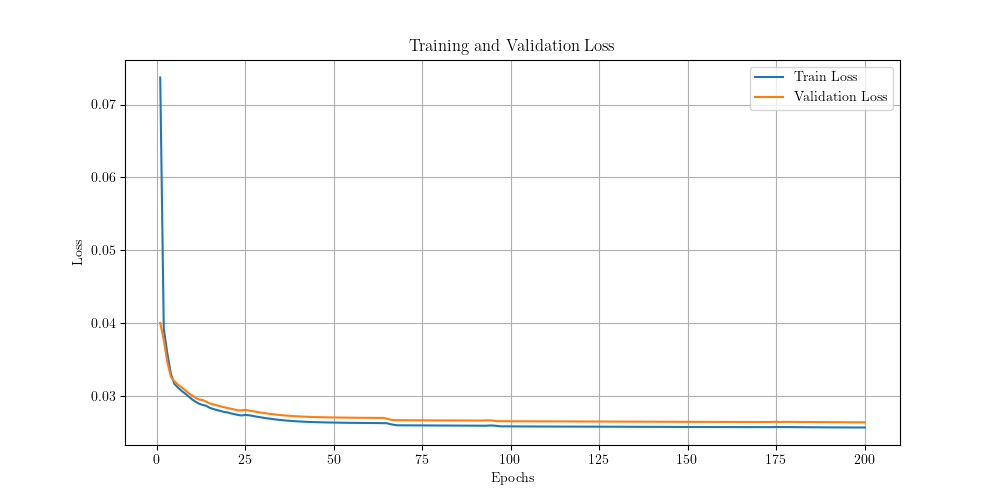 Training and Validation Loss
Train Loss
Validation Loss
0.07
0.06
0.05
0.04
0.03
Loss
0 25 50 75 100 125 150 175 200
Epochs